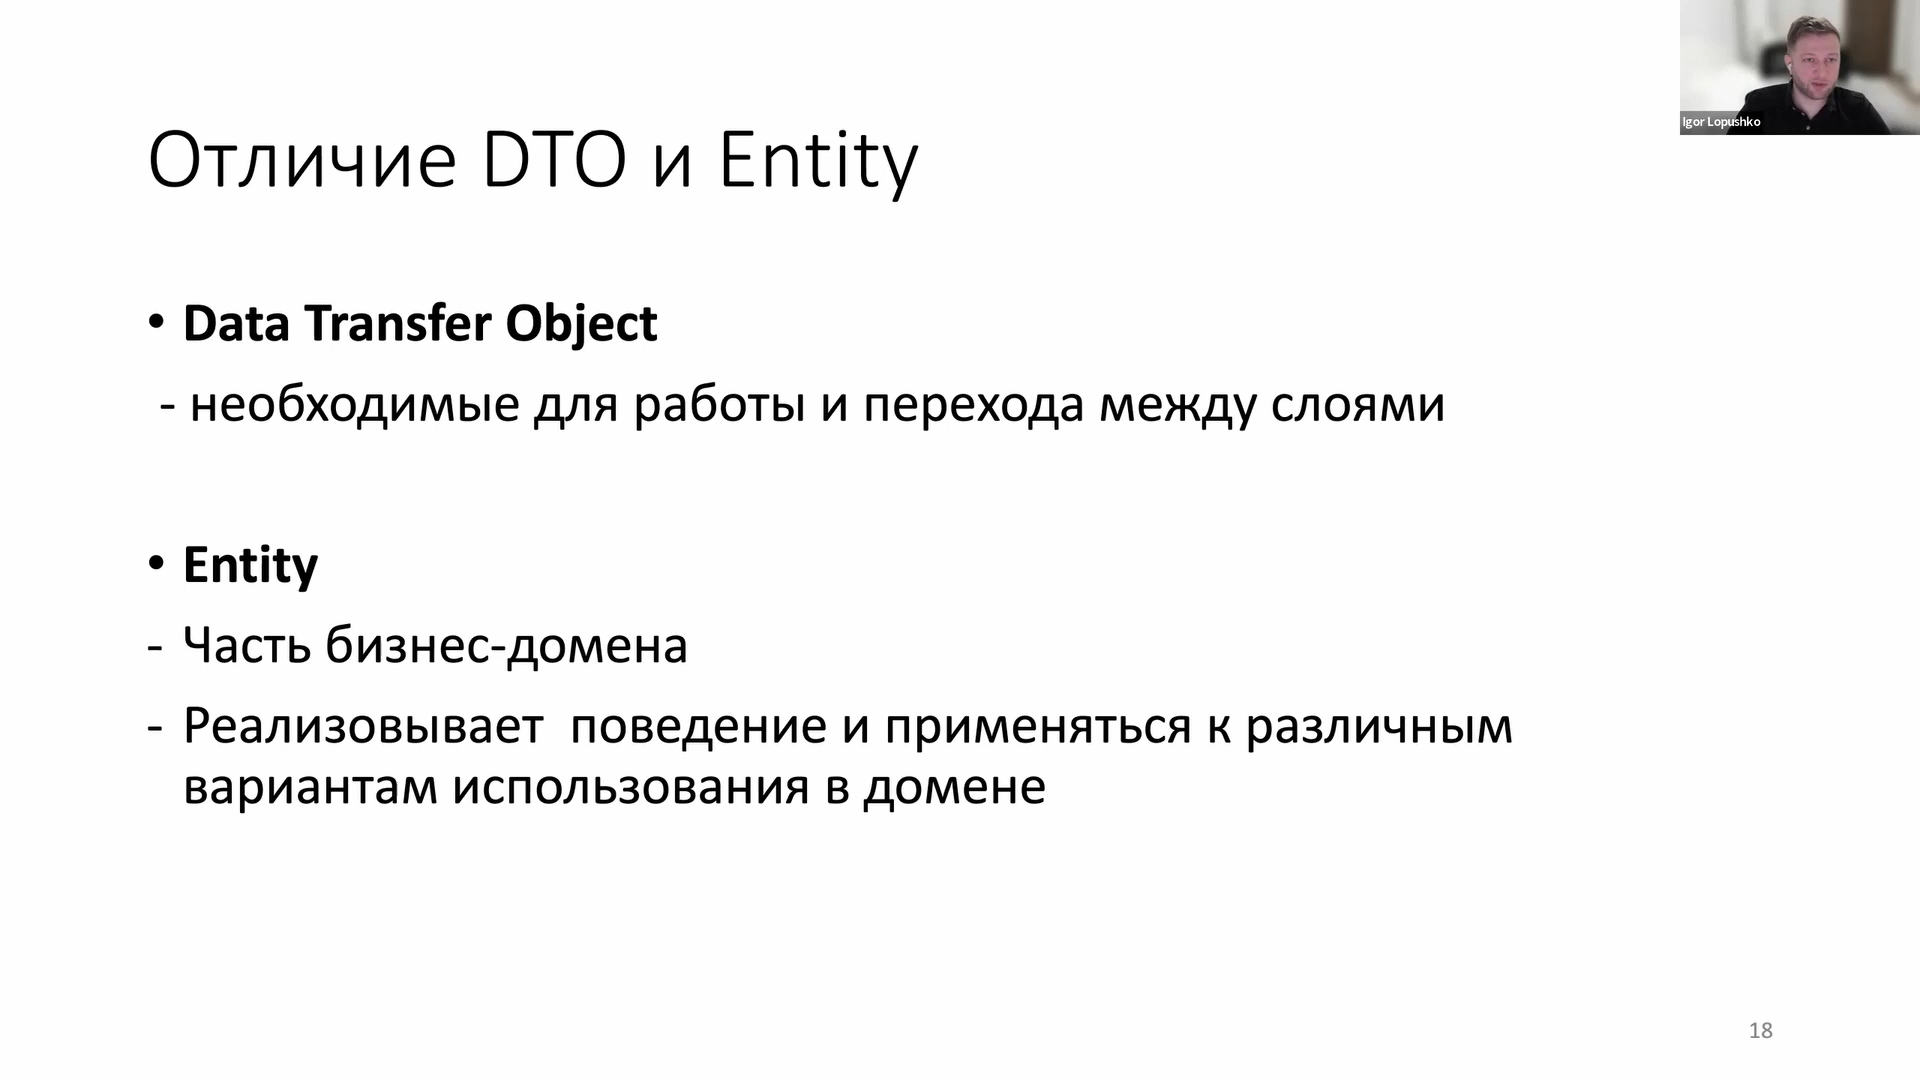 Igor Lopushko
Отличие DTO и Entity
• Data Transfer Object
- необходимые для работы и перехода между слоями
• Entity
- Часть бизнес-домена
- Реализовывает  поведение и применяться к различным
вариантам использования в домене
18